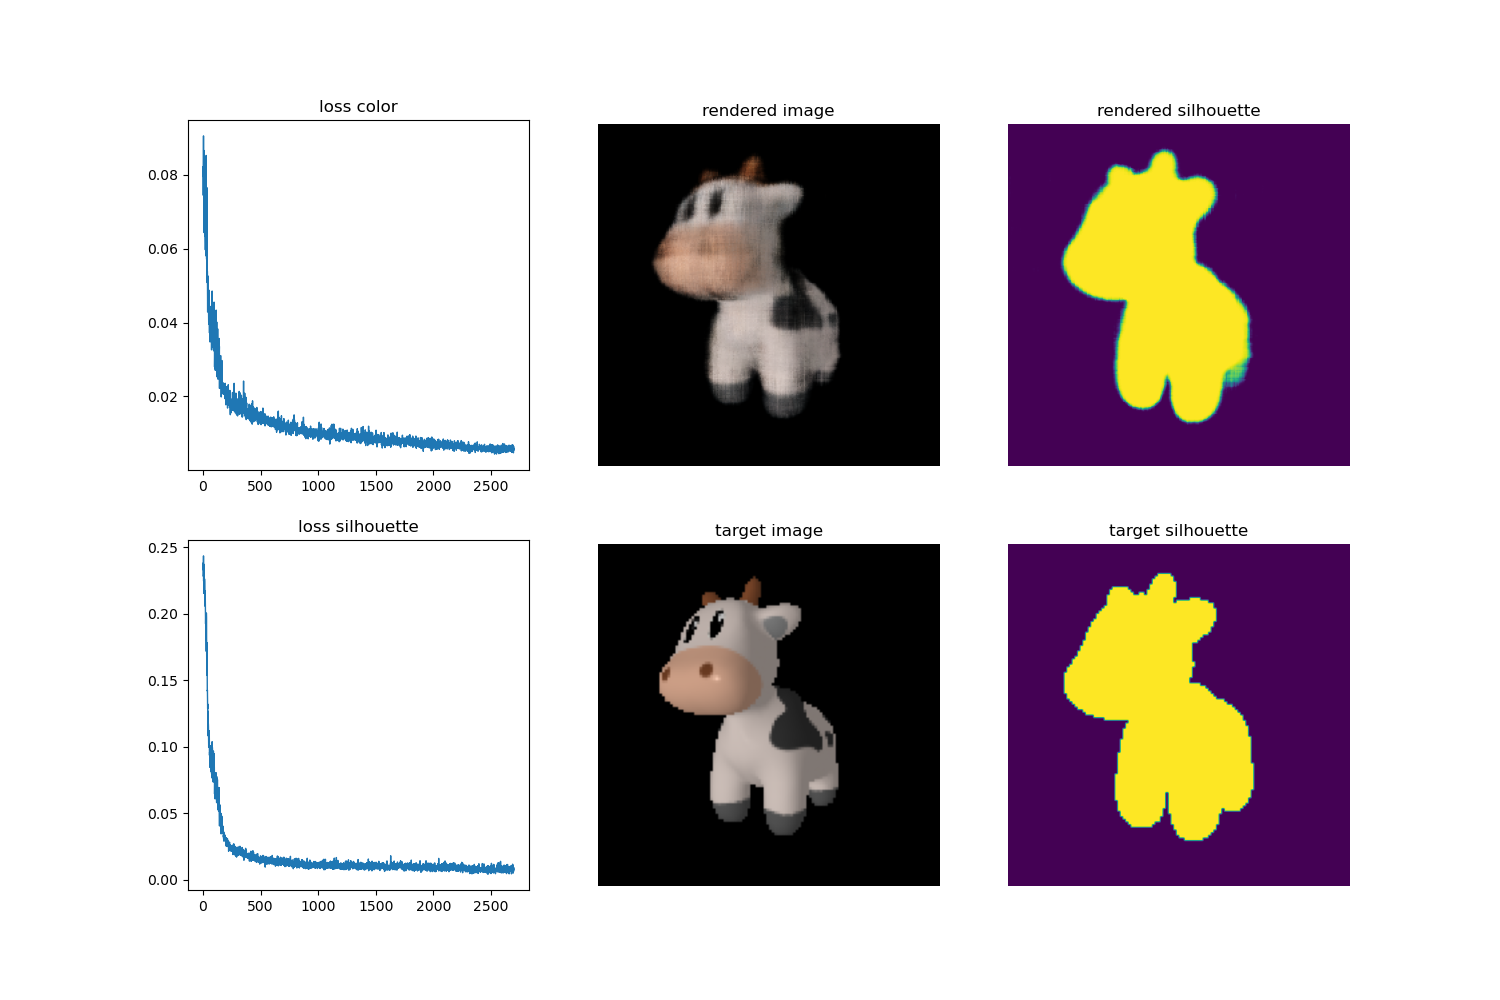 loss color
rendered image
rendered silhouette
0.08
0.06
0.04
0.02
0 500 1000 1500 2000 2500
loss silhouette
target image
target silhouette
0.25
0.20
0.15
0.10
0.05
0.00
0 500 1000 1500 2000 2500